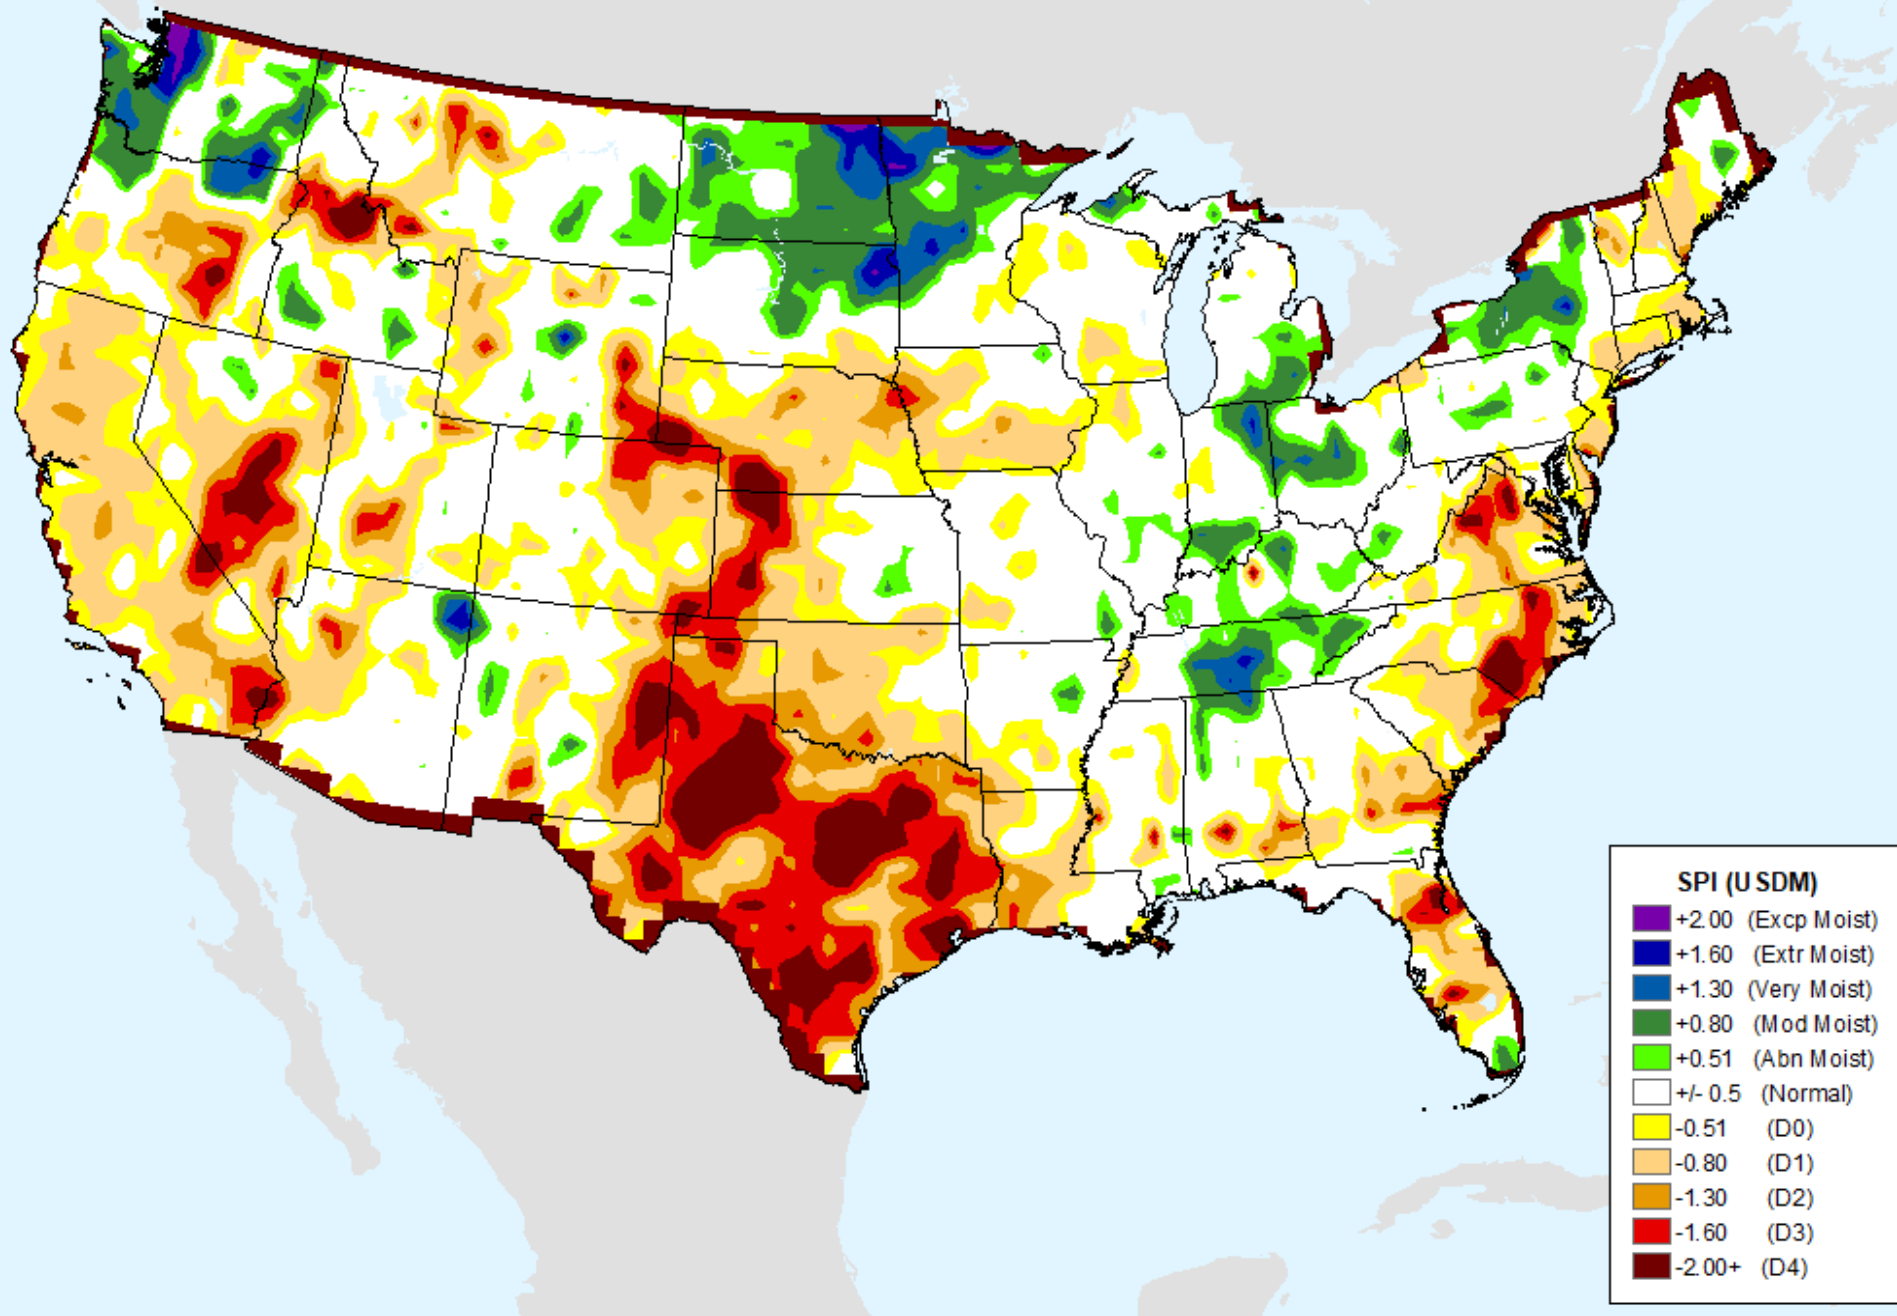 SPI (USDM)
+2.00 (Excp Moist)
+1.60 (Extr Moist)
+1.30 (Very Moist)
+0.80 (Mod Moist)
+0.51 (Abn Moist)
+/- 0.5 (Normal)
-0.51 (D0)
-0.80 (D1)
-1.30 (D2)
-1.60 (D3)
-2.00+ (D4)